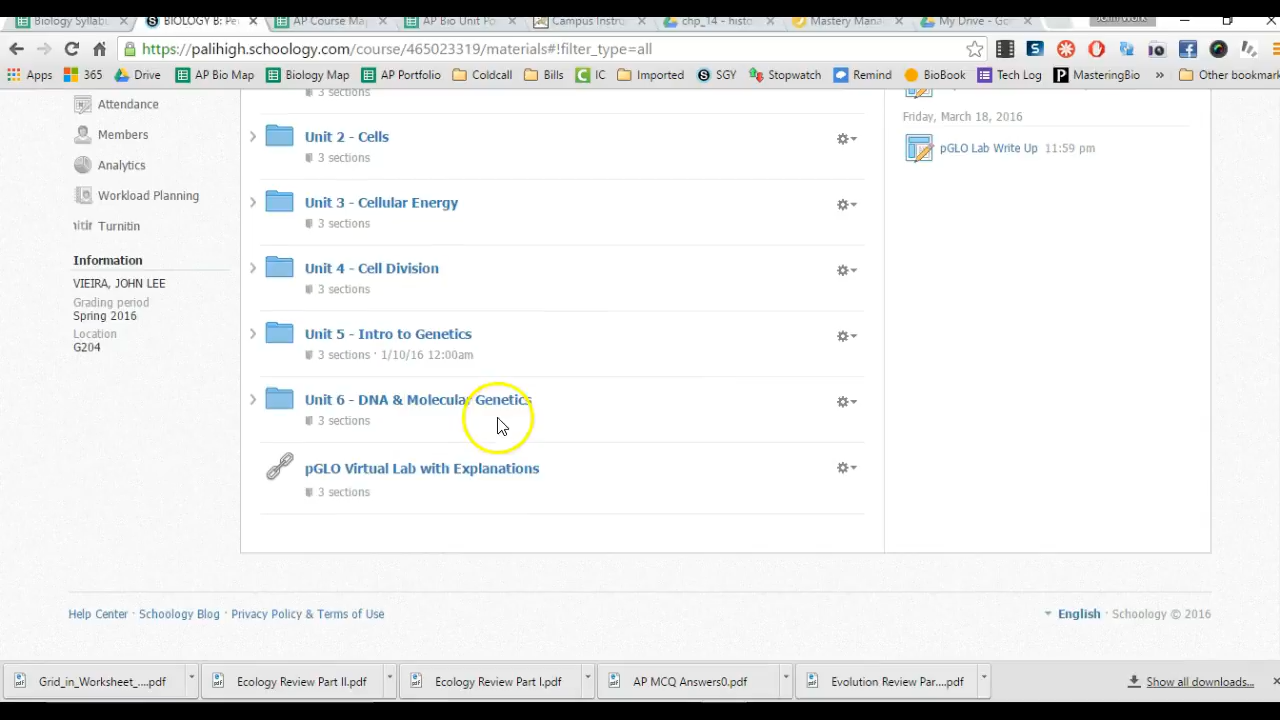 Biology Syllabu
BIOLOGY B: Pe
AP Course Ma
AP Bio Unit Po
Campus Instru
chp_14 - hist
Mastery Mana
My Drive - Goo
https://palihigh.schoology.com/course/465023319/materials#!filter_type=all
Apps
365
Drive
AP Bio Map
Biology Map
AP Portfolio
Coldcall
Bills
IC
Imported
SGY
Stopwatch
Remind
BioBook
Tech Log
MasteringBio
»
Other bookmark
Attendance
Members
Analytics
Workload Planning
Turnitin
Information
VIEIRA, JOHN LEE
Grading period
Spring 2016
Location
G204
3 sections
Unit 2 - Cells
3 sections
Unit 3 - Cellular Energy
3 sections
Unit 4 - Cell Division
3 sections
Unit 5 - Intro to Genetics
3 sections · 1/10/16 12:00am
Unit 6 - DNA & Molecular Genetics
3 sections
pGLO Virtual Lab with Explanations
3 sections
Friday, March 18, 2016
pGLO Lab Write Up 11:59 pm
Help Center · Schoology Blog · Privacy Policy & Terms of Use
English · Schoology © 2016
Grid_in_Worksheet_....pdf
Ecology Review Part II.pdf
Ecology Review Part I.pdf
AP MCQ Answers0.pdf
Evolution Review Par....pdf
Show all downloads...